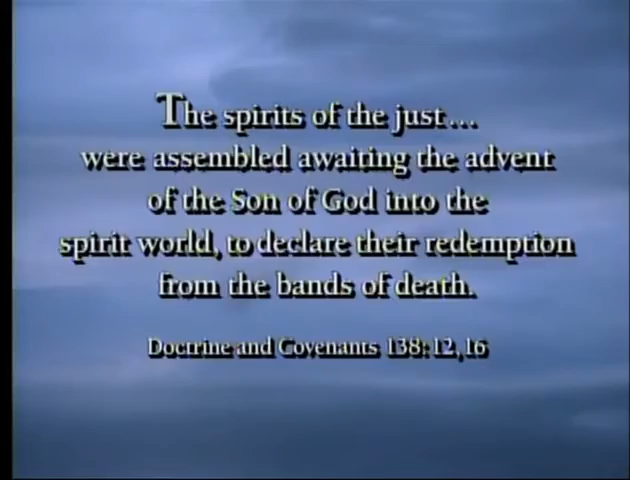 The spirits of the just...
were assembled awaiting the advent
of the Son of God into the
spirit world, to declare their redemption
from the bands of death.
Doctrine and Covenants 138:12,16